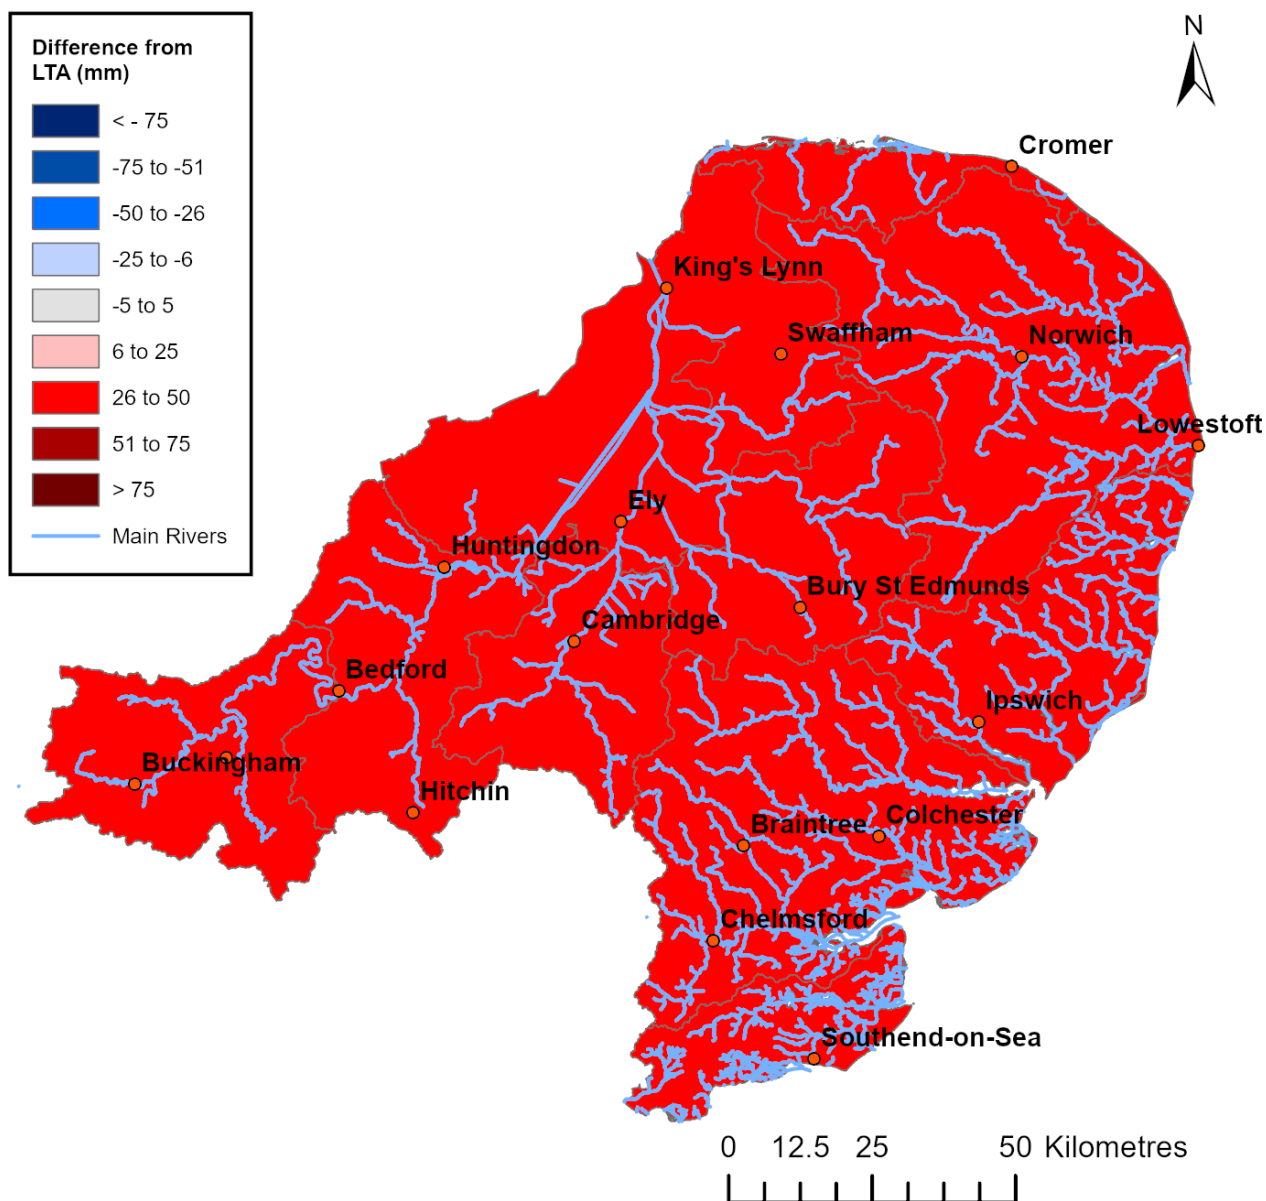 Difference from
LTA (mm)
< - 75
-75 to -51
-50 to -26
-25 to -6
-5 to 5
6 to 25
26 to 50
51 to 75
> 75
Main Rivers
N
Cromer
King's Lynn
Swaffham
Norwich
Lowestoft
Ely
Huntingdon
Bury St Edmunds
Cambridge
Bedford
Ipswich
Buckingham
Hitchin
Colchester
Braintree
Chelmsford
Southend-on-Sea
0 12.5 25 50 Kilometres